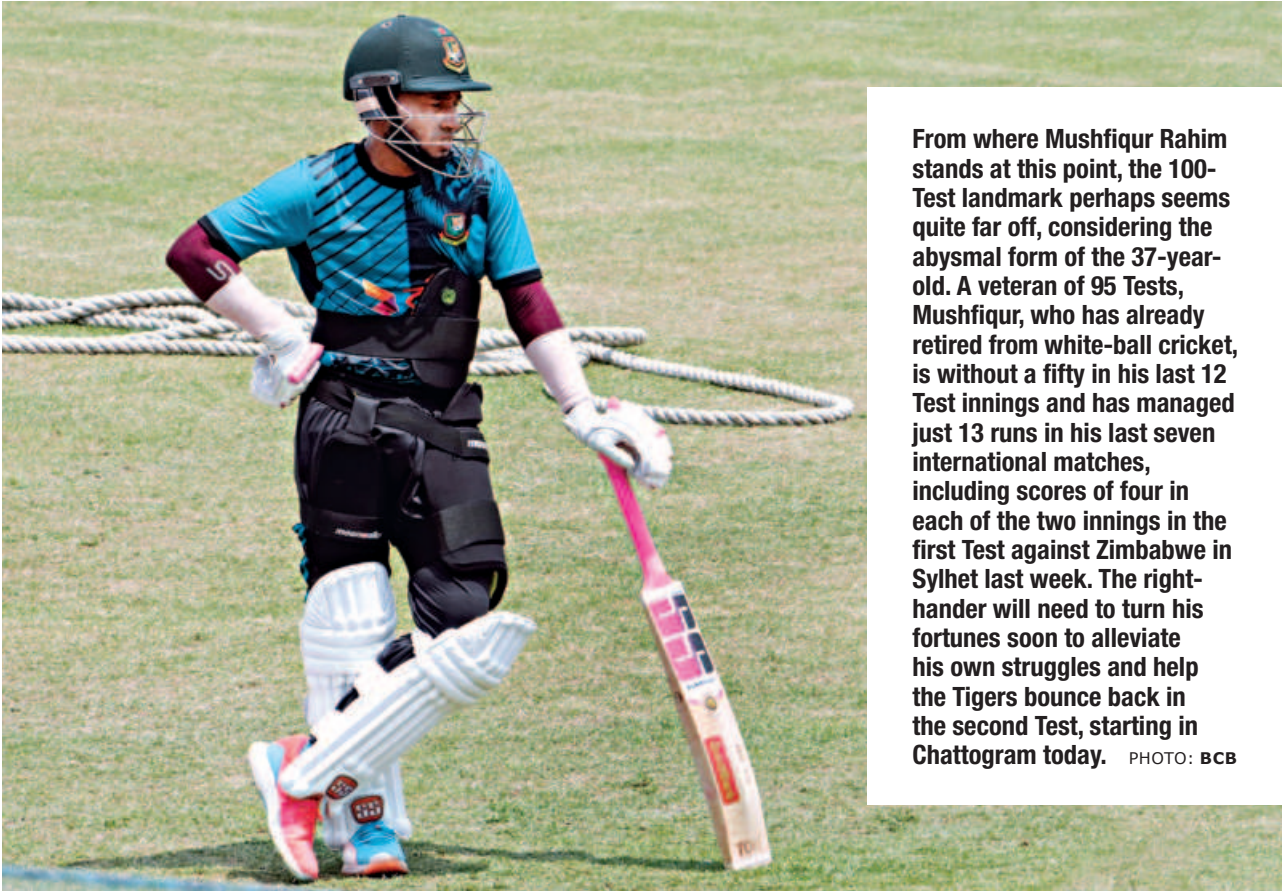 From where Mushfiqur Rahim
stands at this point, the 100-
Test landmark perhaps seems
quite far off, considering the
abysmal form of the 37-year-
old. A veteran of 95 Tests,
Mushfiqur, who has already
retired from white-ball cricket,
is without a fifty in his last 12
Test innings and has managed
just 13 runs in his last seven
international matches,
including scores of four in
each of the two innings in the
first Test against Zimbabwe in
Sylhet last week. The right-
hander will need to turn his
fortunes soon to alleviate
his own struggles and help
the Tigers bounce back in
the second Test, starting in
Chattogram today. PHOTO: BCB
SS
SS